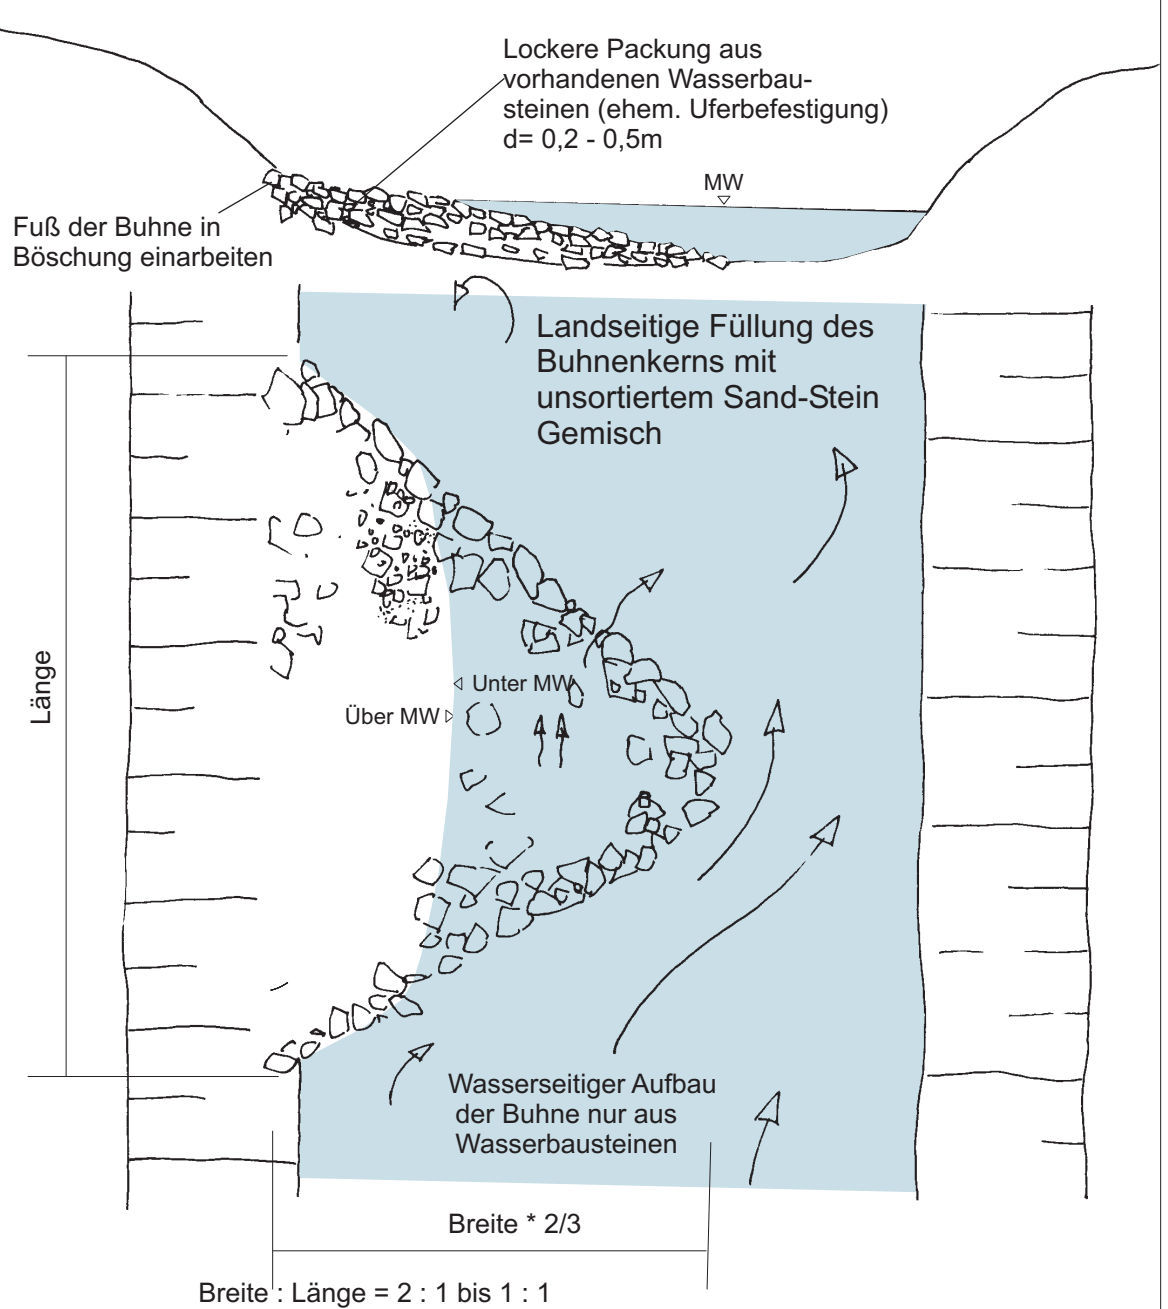 Lockere Packung aus
vorhandenen Wasserbau-
steinen (ehem. Uferbefestigung)
d= 0,2 - 0,5m
MW
Fuß der Buhne in
Böschung einarbeiten
Landseitige Füllung des
Buhnenkerns mit
unsortiertem Sand-Stein
Gemisch
Länge
Unter MW
Über MW
Wasserseitiger Aufbau
der Buhne nur aus
Wasserbausteinen
Breite * 2/3
Breite : Länge = 2 : 1 bis 1 : 1